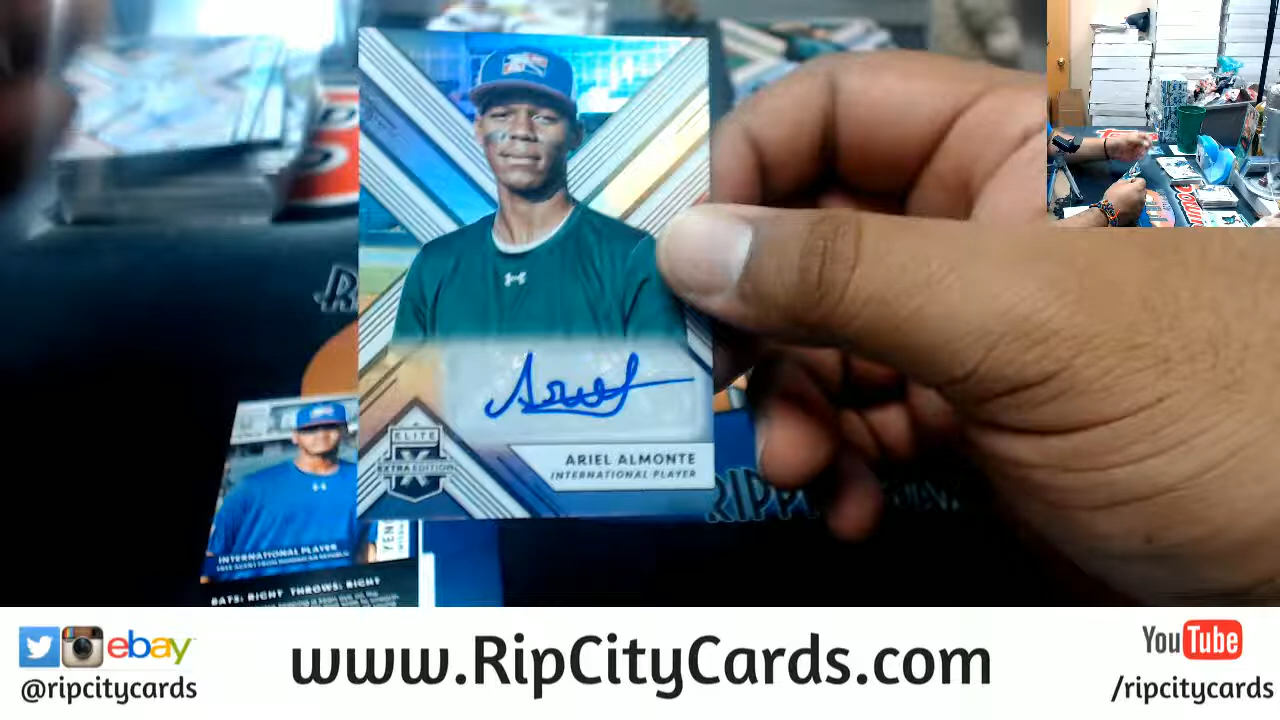 ELITE
X
EXTRA EDITION
ARIEL ALMONTE
INTERNATIONAL PLAYER
YEN
INTERNATIONAL PLAYER
BATS: RIGHT THROWS: RIGHT
ebay
@ripcitycards
www.RipCityCards.com
YouTube
/ripcitycards